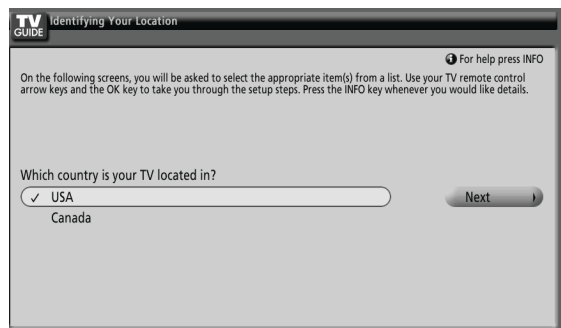 TV
GUIDE
Identifying Your Location
For help press INFO
On the following screens, you will be asked to select the appropriate item(s) from a list. Use your TV remote control
arrow keys and the OK key to take you through the setup steps. Press the INFO key whenever you would like details.
Which country is your TV located in?
✓ USA
Next
Canada